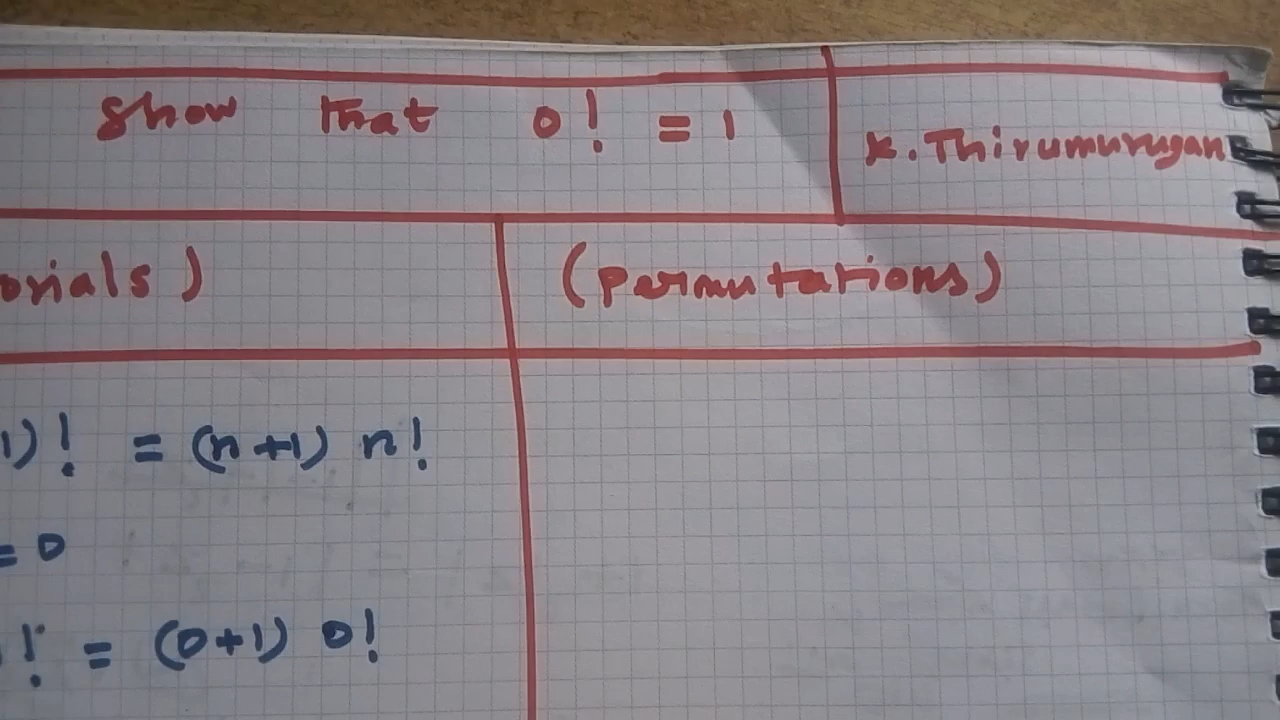 Show that 0! = 1
K. Thirumurugan
orials)
(Permutations)
1)! = (n+1) n!
= 0
! = (0+1) 0!